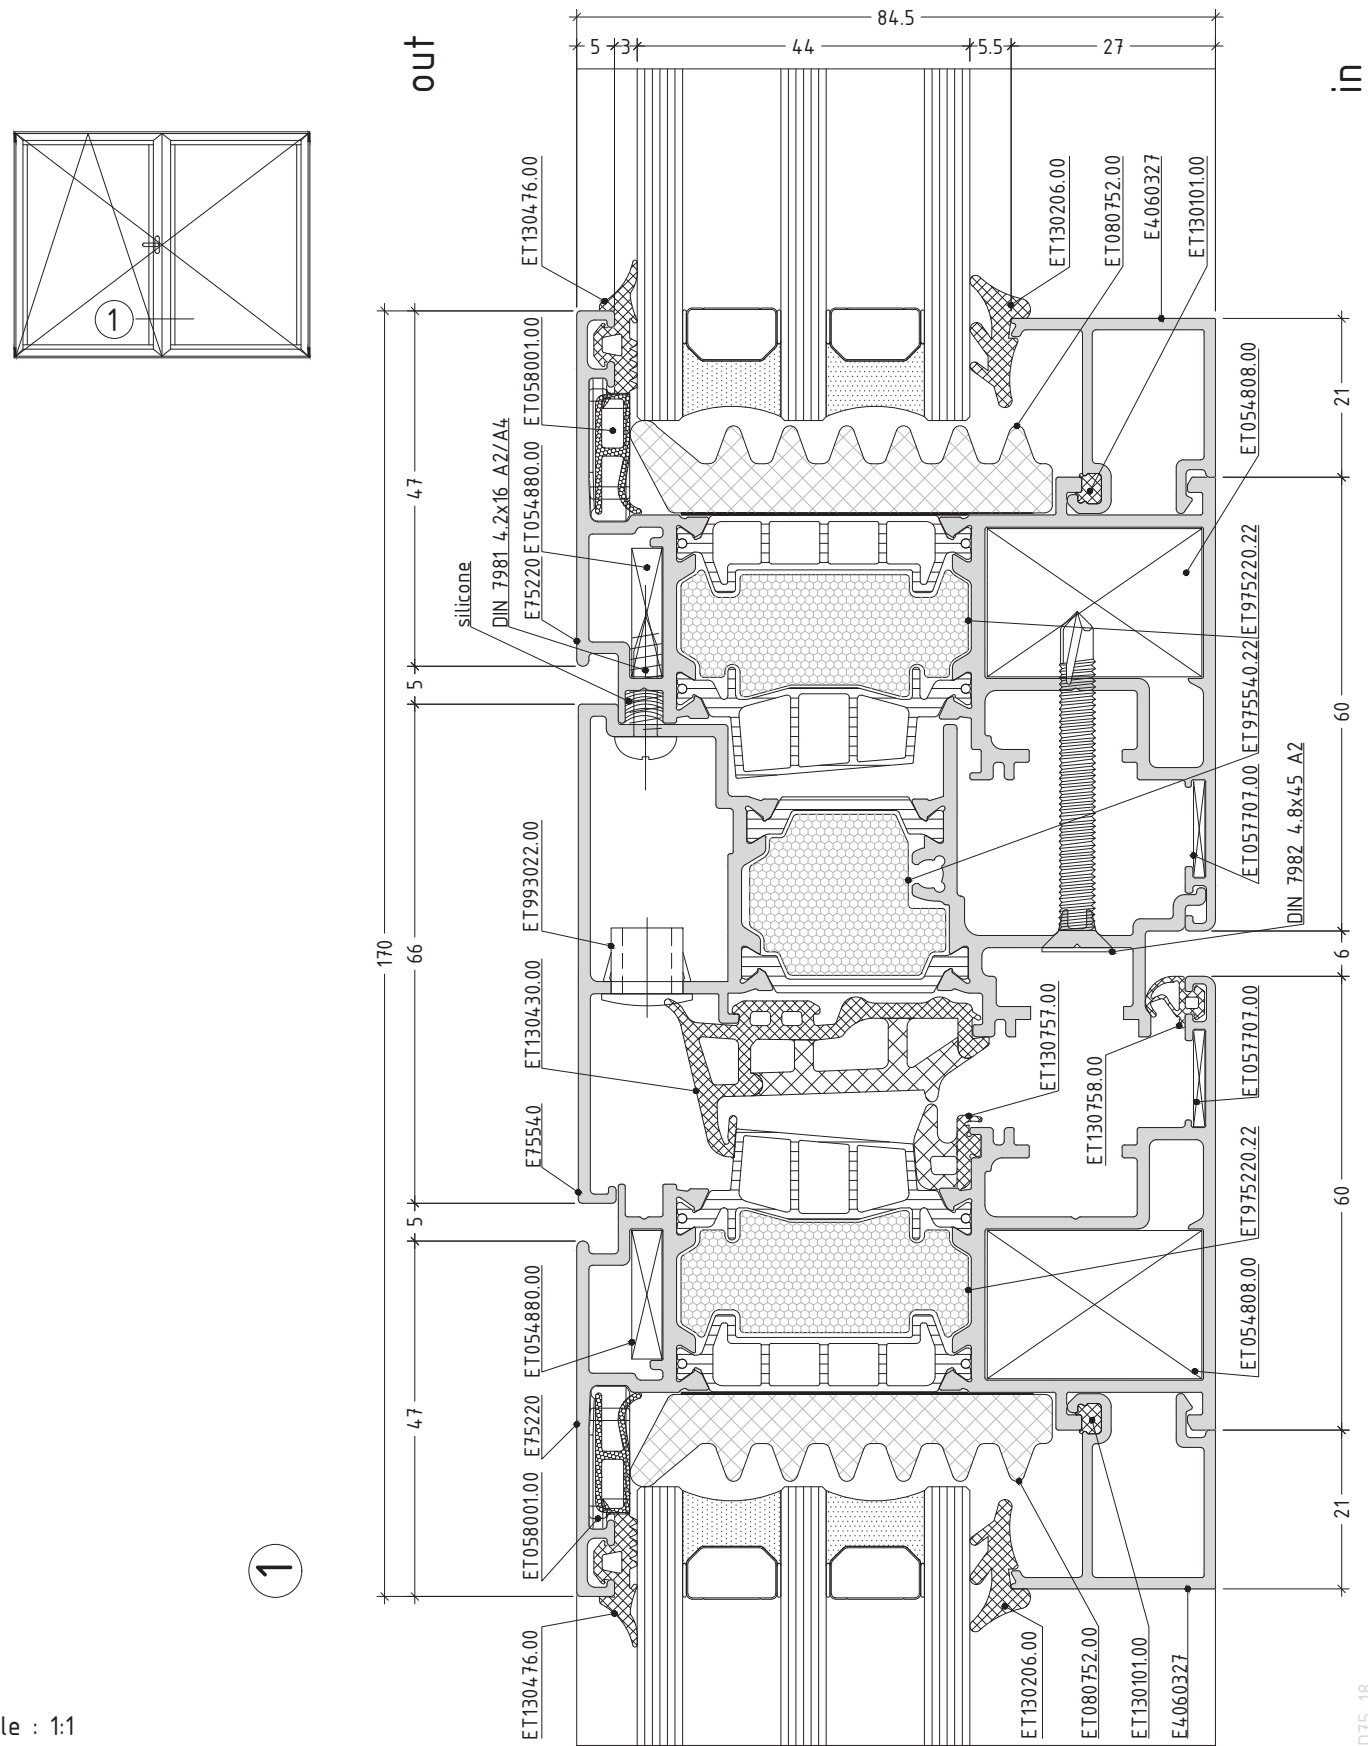 84.5
5
3
44
5.5
27
out
in
1
ET130476.00
ET058001.00
ET054880.00
DIN 7981 4.2x16 A2/A4
E75220
silicone
ET130206.00
ET080752.00
E4060327
ET130101.00
ET054808.00
ET975220.22
ET975540.22
ET057707.00
DIN 7982 4.8x45 A2
ET993022.00
ET130430.00
E75540
ET054880.00
E75220
ET058001.00
ET130476.00
ET130757.00
ET130758.00
ET057707.00
ET975220.22
ET054808.00
ET130206.00
ET080752.00
ET130101.00
E4060327
170
47
5
66
5
47
21
60
6
60
21
1
le : 1:1